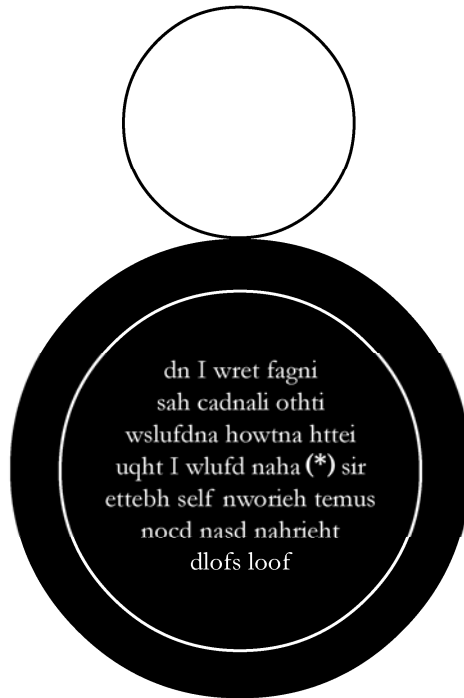 dn I wret fagni
sah cadnali othti
wslufdna howtna httei
uqht I wlufd naha (*) sir
ettebh self nworieh temus
nocd nasd nahrieht
dlofs loof